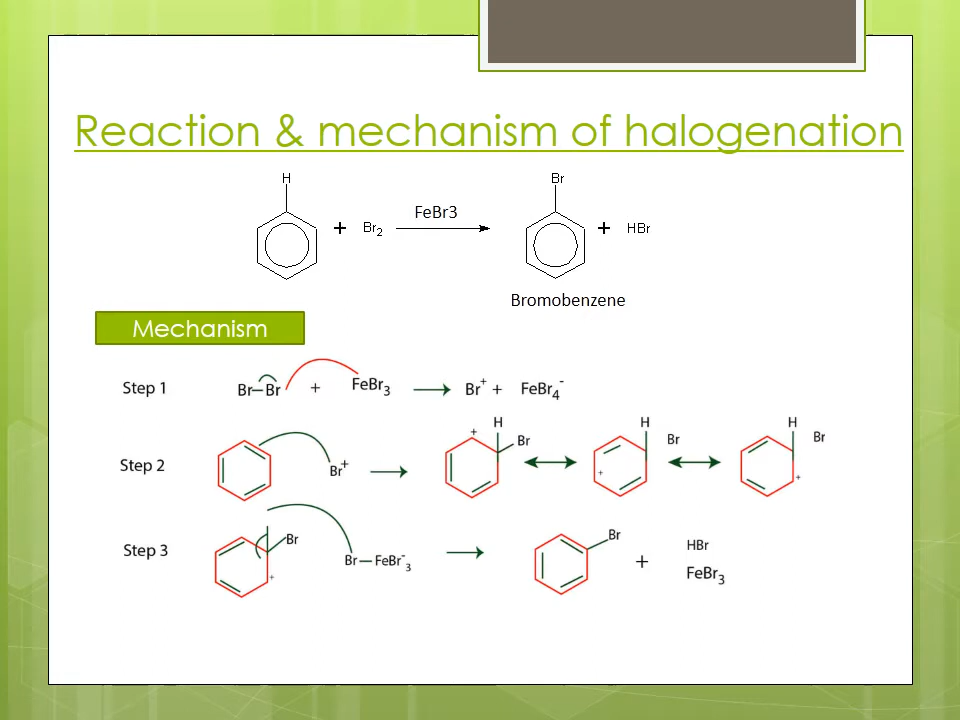 Reaction & mechanism of halogenation
H
Br
+ Br2 FeBr3 + HBr
Bromobenzene
Mechanism
Step 1 Br–Br + FeBr3 Br+ + FeBr4-
Step 2 Br+ + H Br H Br + H Br +
Step 3 Br + Br–FeBr-3 Br + HBr
FeBr3